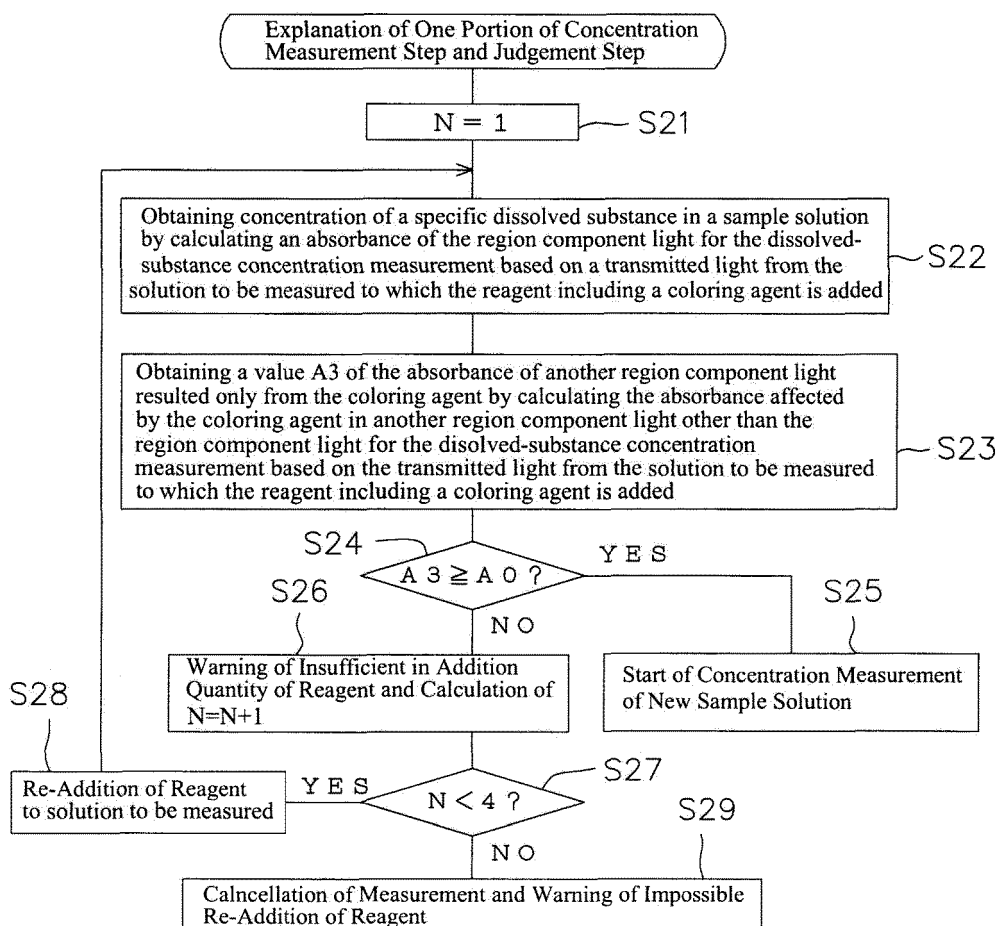 Explanation of One Portion of Concentration
Measurement Step and Judgement Step
N = 1
S21
Obtaining concentration of a specific dissolved substance in a sample solution
by calculating an absorbance of the region component light for the dissolved-
substance concentration measurement based on a transmitted light from the
solution to be measured to which the reagent including a coloring agent is added
S22
Obtaining a value A3 of the absorbance of another region component light
resulted only from the coloring agent by calculating the absorbance affected
by the coloring agent in another region component light other than the
region component light for the disolved-substance concentration
measurement based on the transmitted light from the solution to be measured
to which the reagent including a coloring agent is added
S23
S24
A3≧A0?
YES
NO
S25
Start of Concentration Measurement
of New Sample Solution
S26
Warning of Insufficient in Addition
Quantity of Reagent and Calculation of
N=N+1
S27
N<4?
YES
NO
S28
Re-Addition of Reagent
to solution to be measured
S29
Calncellation of Measurement and Warning of Impossible
Re-Addition of Reagent